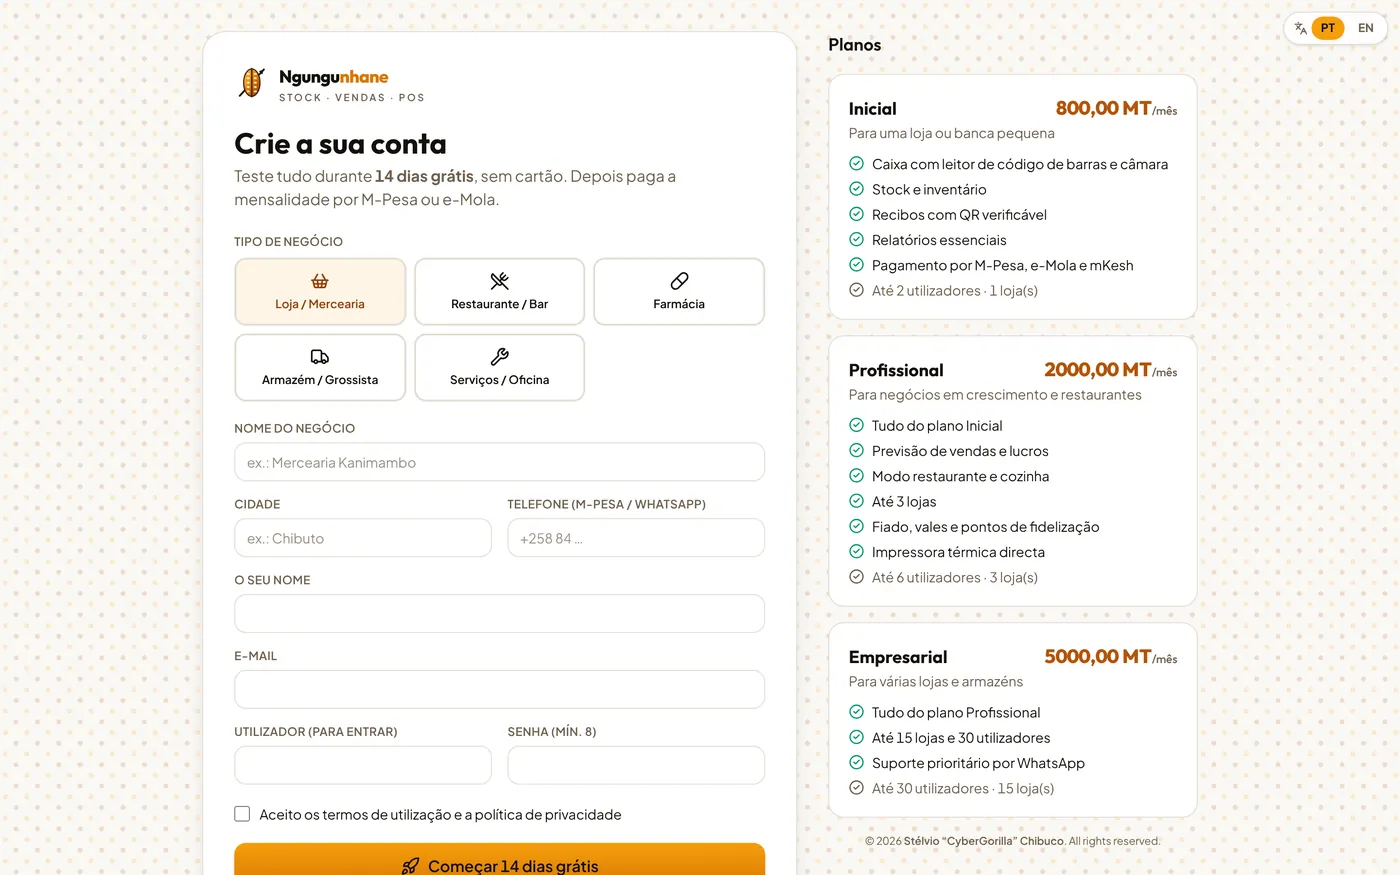 PT EN
Ngungunhane
STOCK · VENDAS · POS
Crie a sua conta
Teste tudo durante 14 dias grátis, sem cartão. Depois paga a
mensalidade por M-Pesa ou e-Mola.
TIPO DE NEGÓCIO
Loja / Mercearia
Restaurante / Bar
Farmácia
Armazém / Grossista
Serviços / Oficina
NOME DO NEGÓCIO
ex.: Mercearia Kanimambo
CIDADE
TELEFONE (M-PESA / WHATSAPP)
ex.: Chibuto
+258 84 ...
O SEU NOME
E-MAIL
UTILIZADOR (PARA ENTRAR)
SENHA (MÍN. 8)
Aceito os termos de utilização e a política de privacidade
Começar 14 dias grátis
Planos
Inicial
800,00 MT/mês
Para uma loja ou banca pequena
Caixa com leitor de código de barras e câmara
Stock e inventário
Recibos com QR verificável
Relatórios essenciais
Pagamento por M-Pesa, e-Mola e mKesh
Até 2 utilizadores · 1 loja(s)
Profissional
2000,00 MT/mês
Para negócios em crescimento e restaurantes
Tudo do plano Inicial
Previsão de vendas e lucros
Modo restaurante e cozinha
Até 3 lojas
Fiado, vales e pontos de fidelização
Impressora térmica directa
Até 6 utilizadores · 3 loja(s)
Empresarial
5000,00 MT/mês
Para várias lojas e armazéns
Tudo do plano Profissional
Até 15 lojas e 30 utilizadores
Suporte prioritário por WhatsApp
Até 30 utilizadores · 15 loja(s)
© 2026 Stélvio "CyberGorilla" Chibuco. All rights reserved.